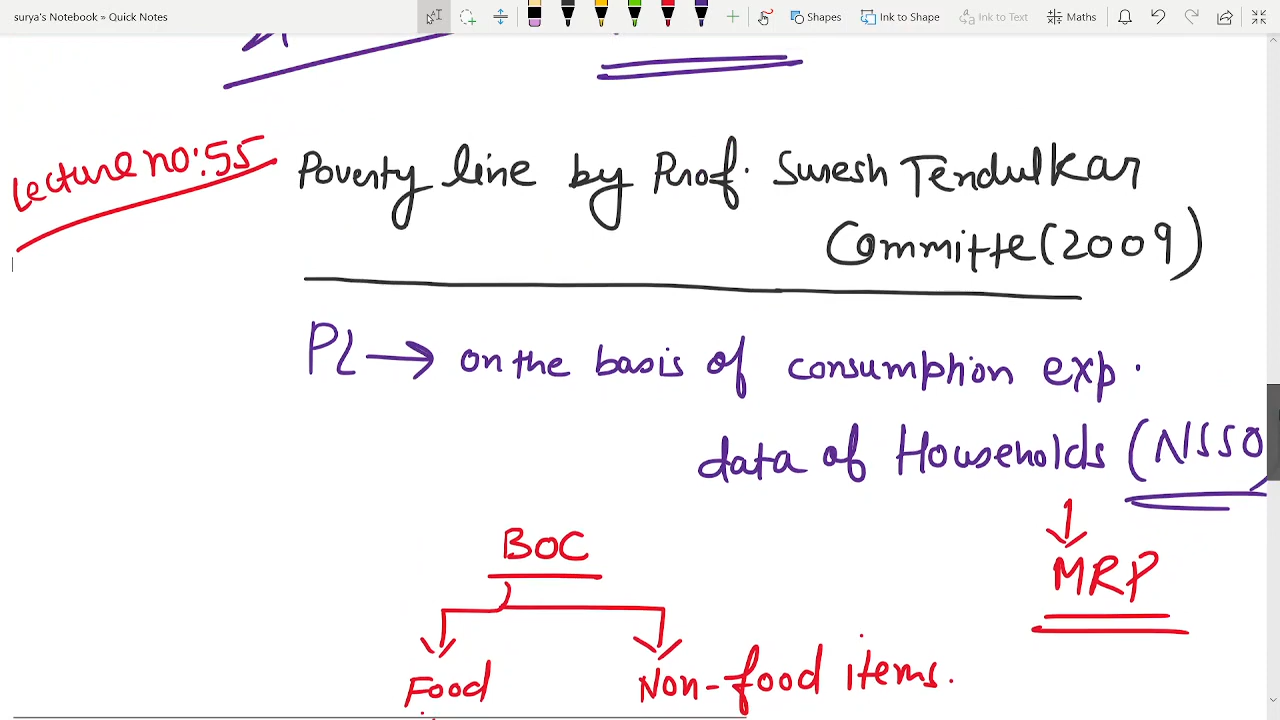 surya's Notebook » Quick Notes
Shapes
Ink to Shape
Ink to Text
Maths
Lecture no:55
Poverty line by Prof. Suresh Tendulkar
Committe (2009)
PL → on the basis of consumption exp.
data of Households (NSSO)
↓
MRP
BOC
Food
Non-food items.